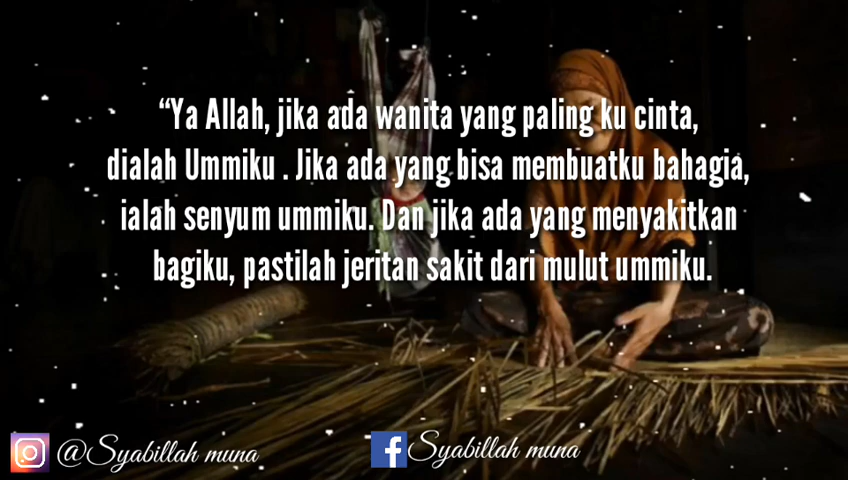 “Ya Allah, jika ada wanita yang paling ku cinta,
dialah Ummiku . Jika ada yang bisa membuatku bahagia,
ialah senyum ummiku. Dan jika ada yang menyakitkan
bagiku, pastilah jeritan sakit dari mulut ummiku.
@Syabillah muna
Syabillah muna